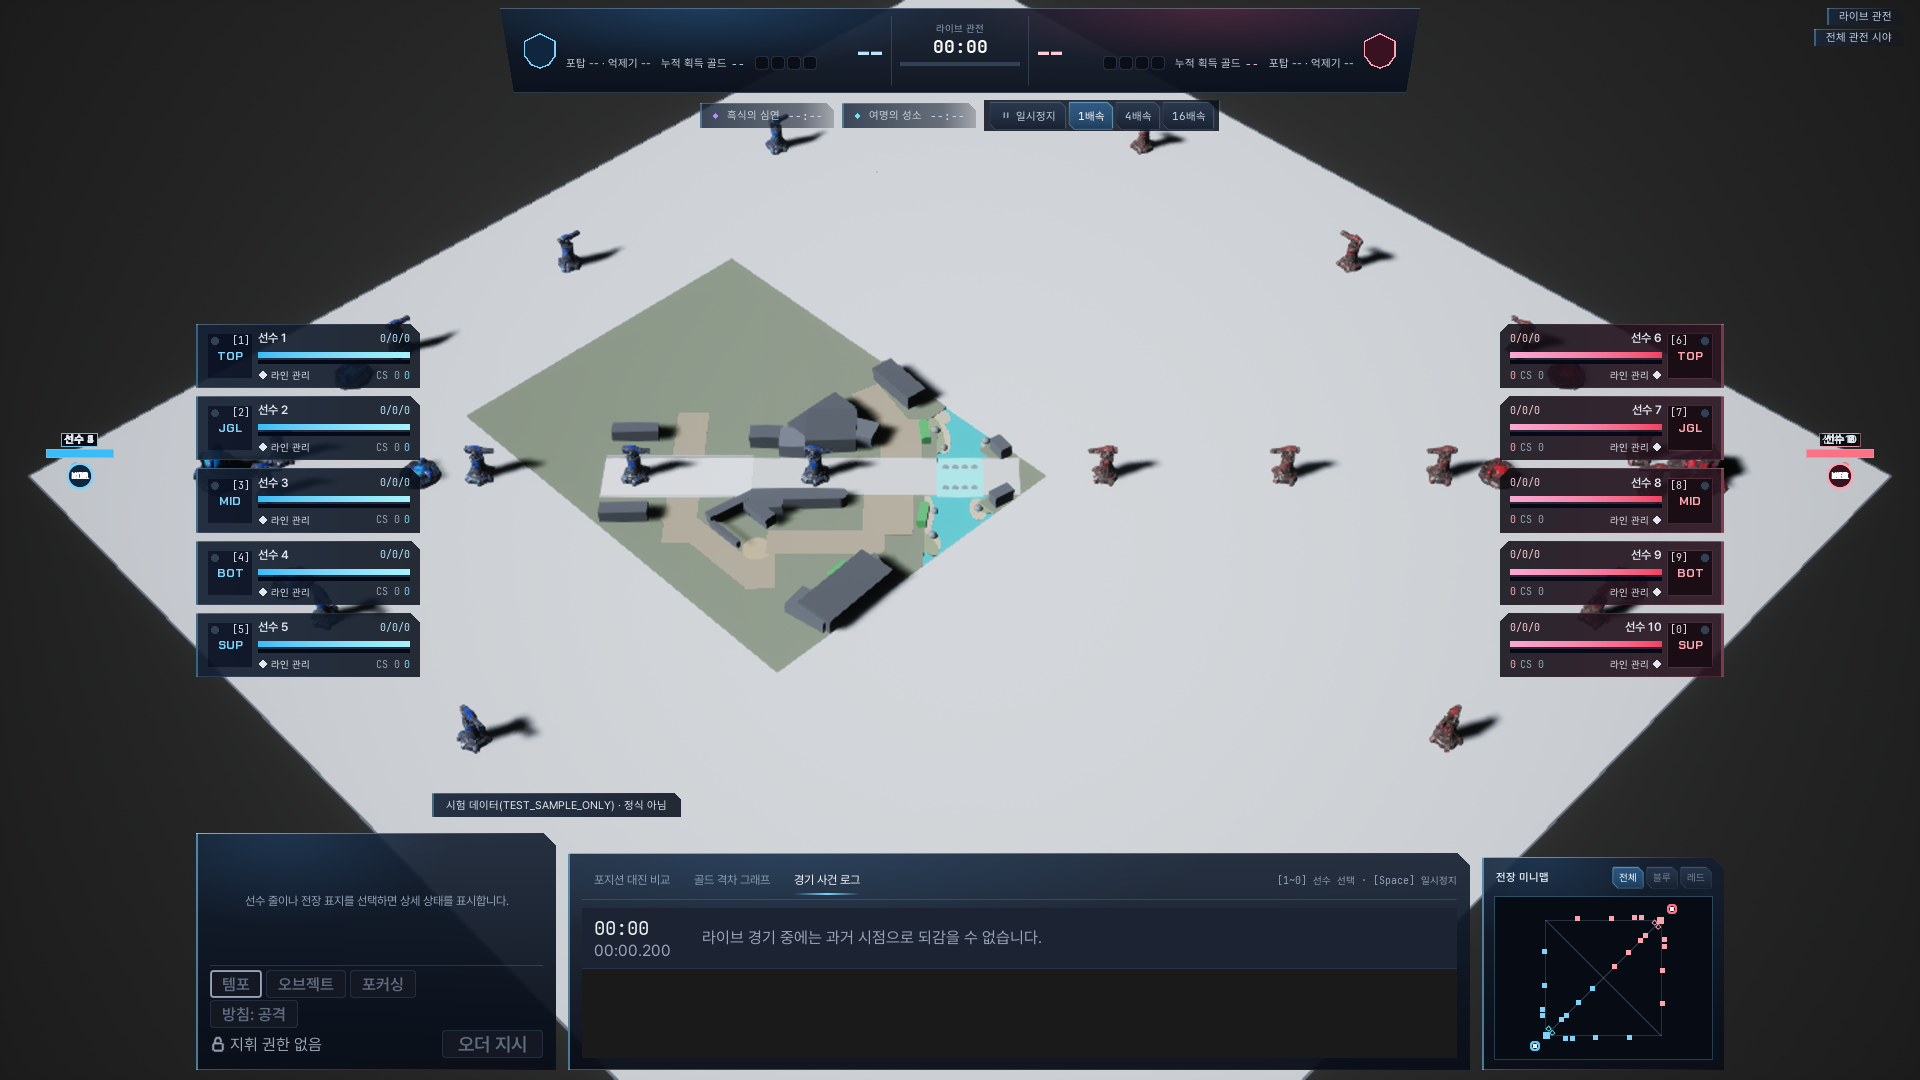 라이브 관전
전체 관전 시야
라이브 관전
00:00
-- --
포탑 -- · 억제기 -- 누적 획득 골드 --
누적 획득 골드 -- 포탑 -- · 억제기 --
흑식의 심연 --:--
여명의 성소 --:--
일시정지 1배속 4배속 16배속
[1] 선수 1 0/0/0
TOP
라인 관리 CS 0 0
[2] 선수 2 0/0/0
JGL
라인 관리 CS 0 0
[3] 선수 3 0/0/0
MID
라인 관리 CS 0 0
[4] 선수 4 0/0/0
BOT
라인 관리 CS 0 0
[5] 선수 5 0/0/0
SUP
라인 관리 CS 0 0
0/0/0 선수 6 [6]
TOP
0 CS 0 라인 관리
0/0/0 선수 7 [7]
JGL
0 CS 0 라인 관리
0/0/0 선수 8 [8]
MID
0 CS 0 라인 관리
0/0/0 선수 9 [9]
BOT
0 CS 0 라인 관리
0/0/0 선수 10 [0]
SUP
0 CS 0 라인 관리
선수
선수
시험 데이터(TEST_SAMPLE_ONLY) · 정식 아님
선수 줄이나 전장 표지를 선택하면 상세 상태를 표시합니다.
템포 오브젝트 포커싱
방침: 공격
지휘 권한 없음 오더 지시
포지션 대진 비교 골드 격차 그래프 경기 사건 로그
[1~0] 선수 선택 · [Space] 일시정지
00:00
00:00.200
라이브 경기 중에는 과거 시점으로 되감을 수 없습니다.
전장 미니맵 전체 블루 레드